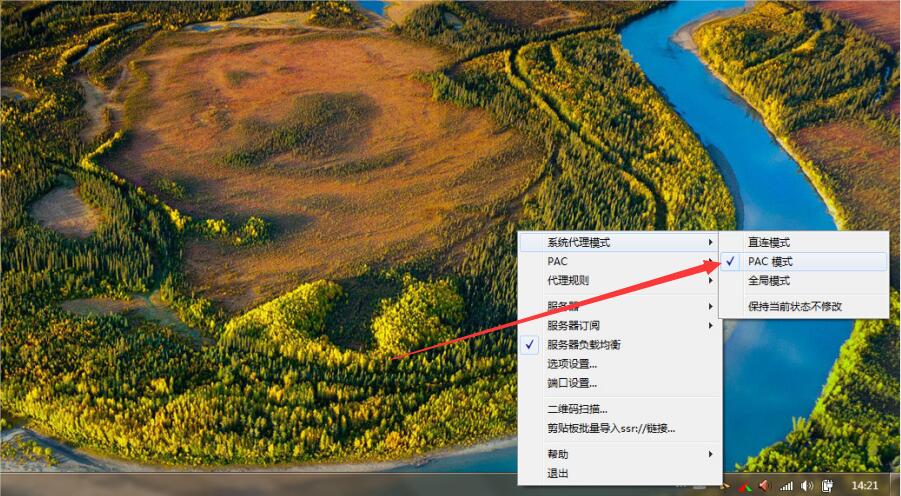 系统代理模式
PAC
代理规则
服务器
服务器订阅
服务器负载均衡
选项设置...
端口设置...
二维码扫描...
剪贴板批量导入ssr://链接...
帮助
退出
直连模式
PAC 模式
全局模式
保持当前状态不修改
14:21